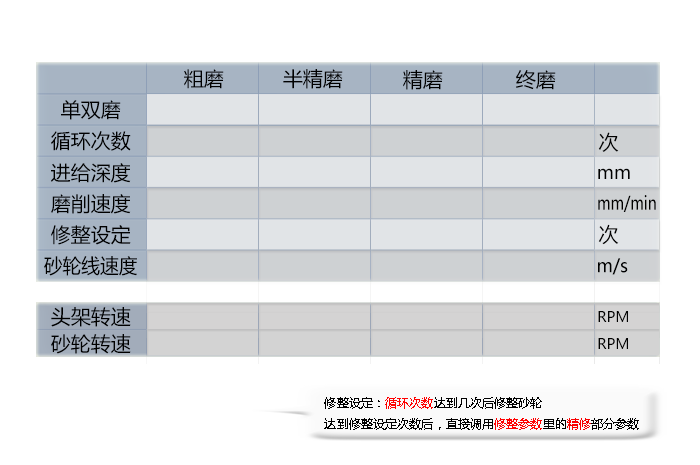 粗磨 半精磨 精磨 终磨
单双磨
循环次数 次
进给深度 mm
磨削速度 mm/min
修整设定 次
砂轮线速度 m/s
头架转速 RPM
砂轮转速 RPM
修整设定：循环次数达到几次后修整砂轮
达到修整设定次数后，直接调用修整参数里的精修部分参数